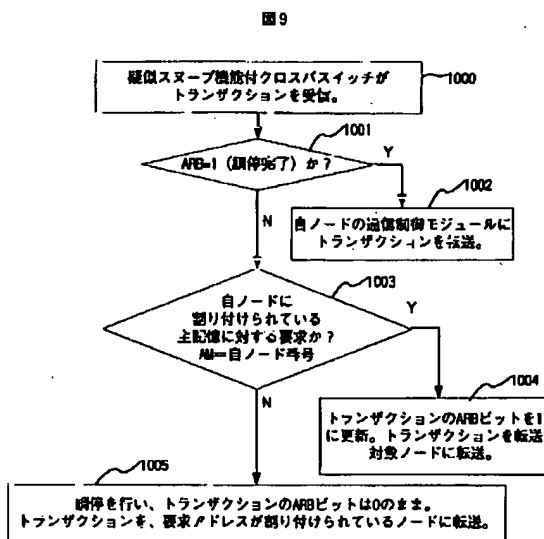 図9
疑似スヌープ機能付クロスバスイッチが
トランザクションを受信。
1000
1001
ARB=1（調停完了）か？
Y
1002
自ノードの通信制御モジュールに
トランザクションを転送。
N
1003
自ノードに
割り付けられている
主記憶に対する要求か？
AM==自ノード番号
Y
1004
トランザクションのARBビットを1
に更新。トランザクションを転送
対象ノードに転送。
N
1005
調停を行い、トランザクションのARBビットは0のまま。
トランザクションを、要求アドレスが割り付けられているノードに転送。